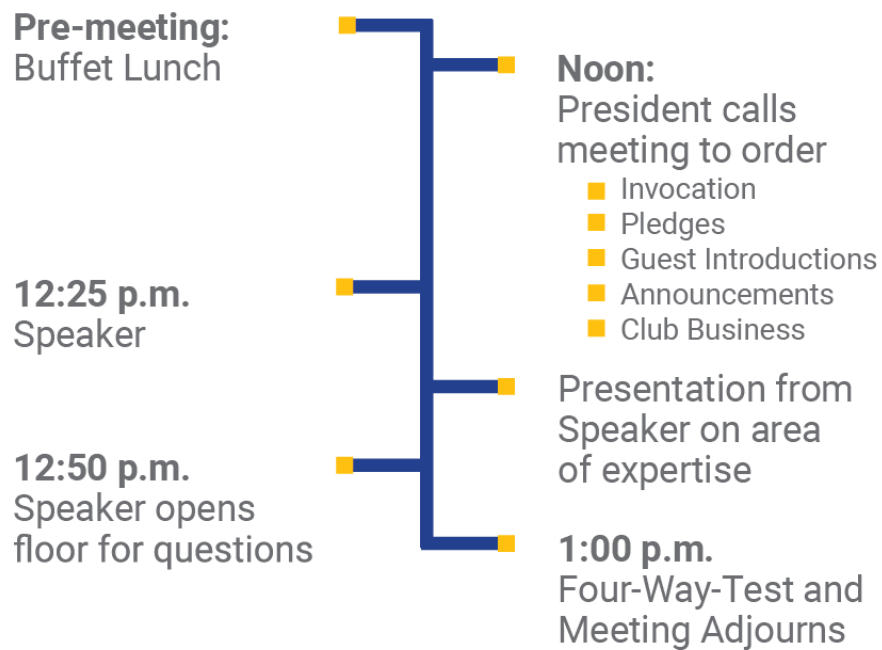 Pre-meeting:
Buffet Lunch
Noon:
President calls
meeting to order
Invocation
Pledges
Guest Introductions
Announcements
Club Business
12:25 p.m.
Speaker
Presentation from
Speaker on area
of expertise
12:50 p.m.
Speaker opens
floor for questions
1:00 p.m.
Four-Way-Test and
Meeting Adjourns